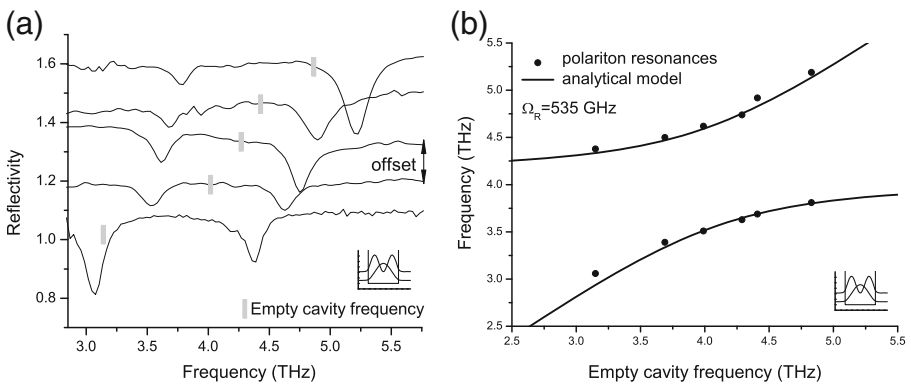 (a)
1.6
1.4
1.2
1.0
0.8
Reflectivity
offset
Empty cavity frequency
3.0 3.5 4.0 4.5 5.0 5.5
Frequency (THz)
(b)
5.5
5.0
4.5
4.0
3.5
3.0
2.5
Frequency (THz)
polariton resonances
analytical model
Ω_R=535 GHz
2.5 3.0 3.5 4.0 4.5 5.0 5.5
Empty cavity frequency (THz)